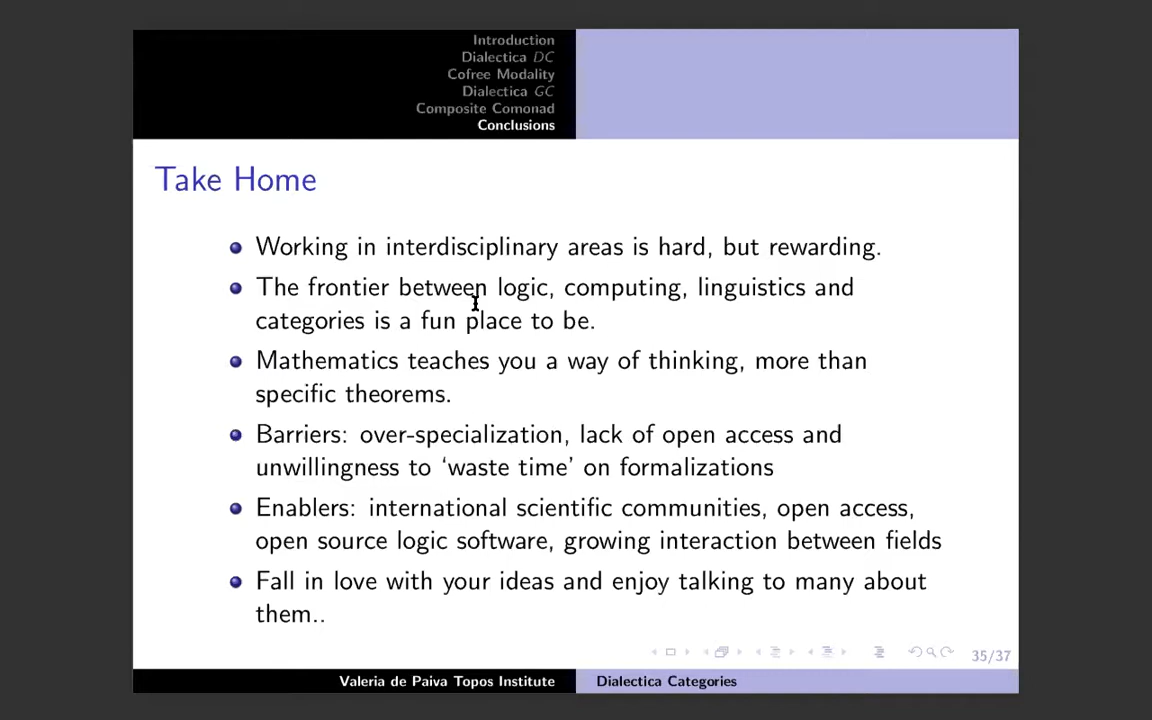 Introduction
Dialectica DC
Cofree Modality
Dialectica GC
Composite Comonad
Conclusions
Take Home
Working in interdisciplinary areas is hard, but rewarding.
The frontier between logic, computing, linguistics and
categories is a fun place to be.
Mathematics teaches you a way of thinking, more than
specific theorems.
Barriers: over-specialization, lack of open access and
unwillingness to ‘waste time’ on formalizations
Enablers: international scientific communities, open access,
open source logic software, growing interaction between fields
Fall in love with your ideas and enjoy talking to many about
them..
35/37
Valeria de Paiva Topos Institute
Dialectica Categories